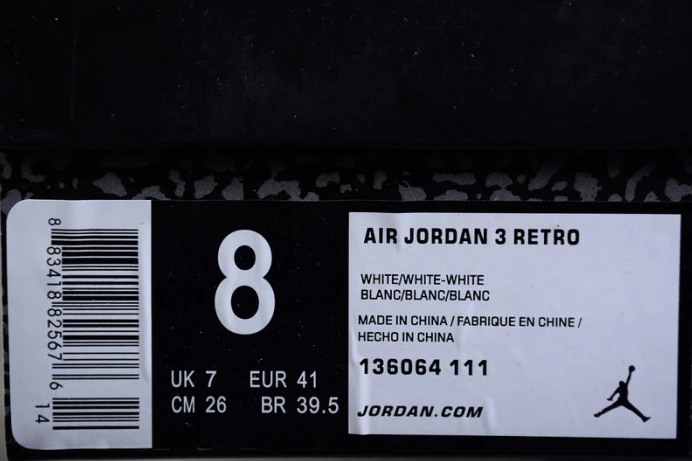 8 83418 82567 6
14
8
UK 7 EUR 41
CM 26 BR 39.5
AIR JORDAN 3 RETRO
WHITE/WHITE-WHITE
BLANC/BLANC/BLANC
MADE IN CHINA / FABRIQUE EN CHINE /
HECHO IN CHINA
136064 111
JORDAN.COM